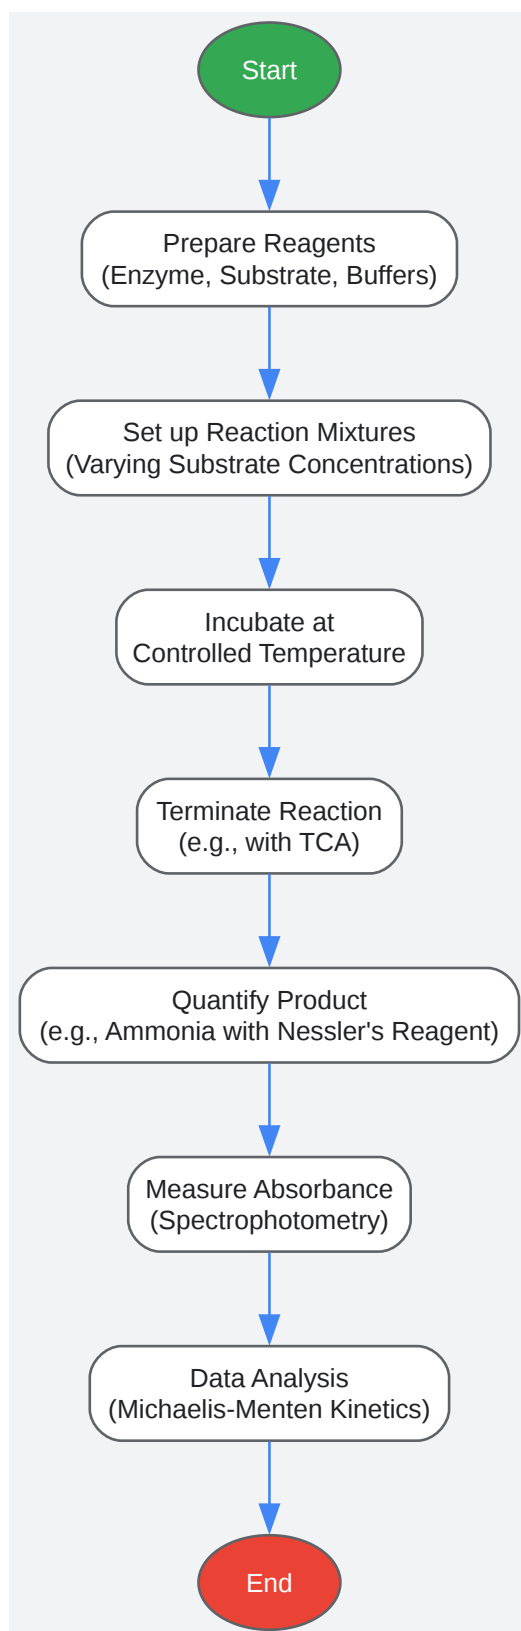 Start
Prepare Reagents
(Enzyme, Substrate, Buffers)
Set up Reaction Mixtures
(Varying Substrate Concentrations)
Incubate at
Controlled Temperature
Terminate Reaction
(e.g., with TCA)
Quantify Product
(e.g., Ammonia with Nessler's Reagent)
Measure Absorbance
(Spectrophotometry)
Data Analysis
(Michaelis-Menten Kinetics)
End